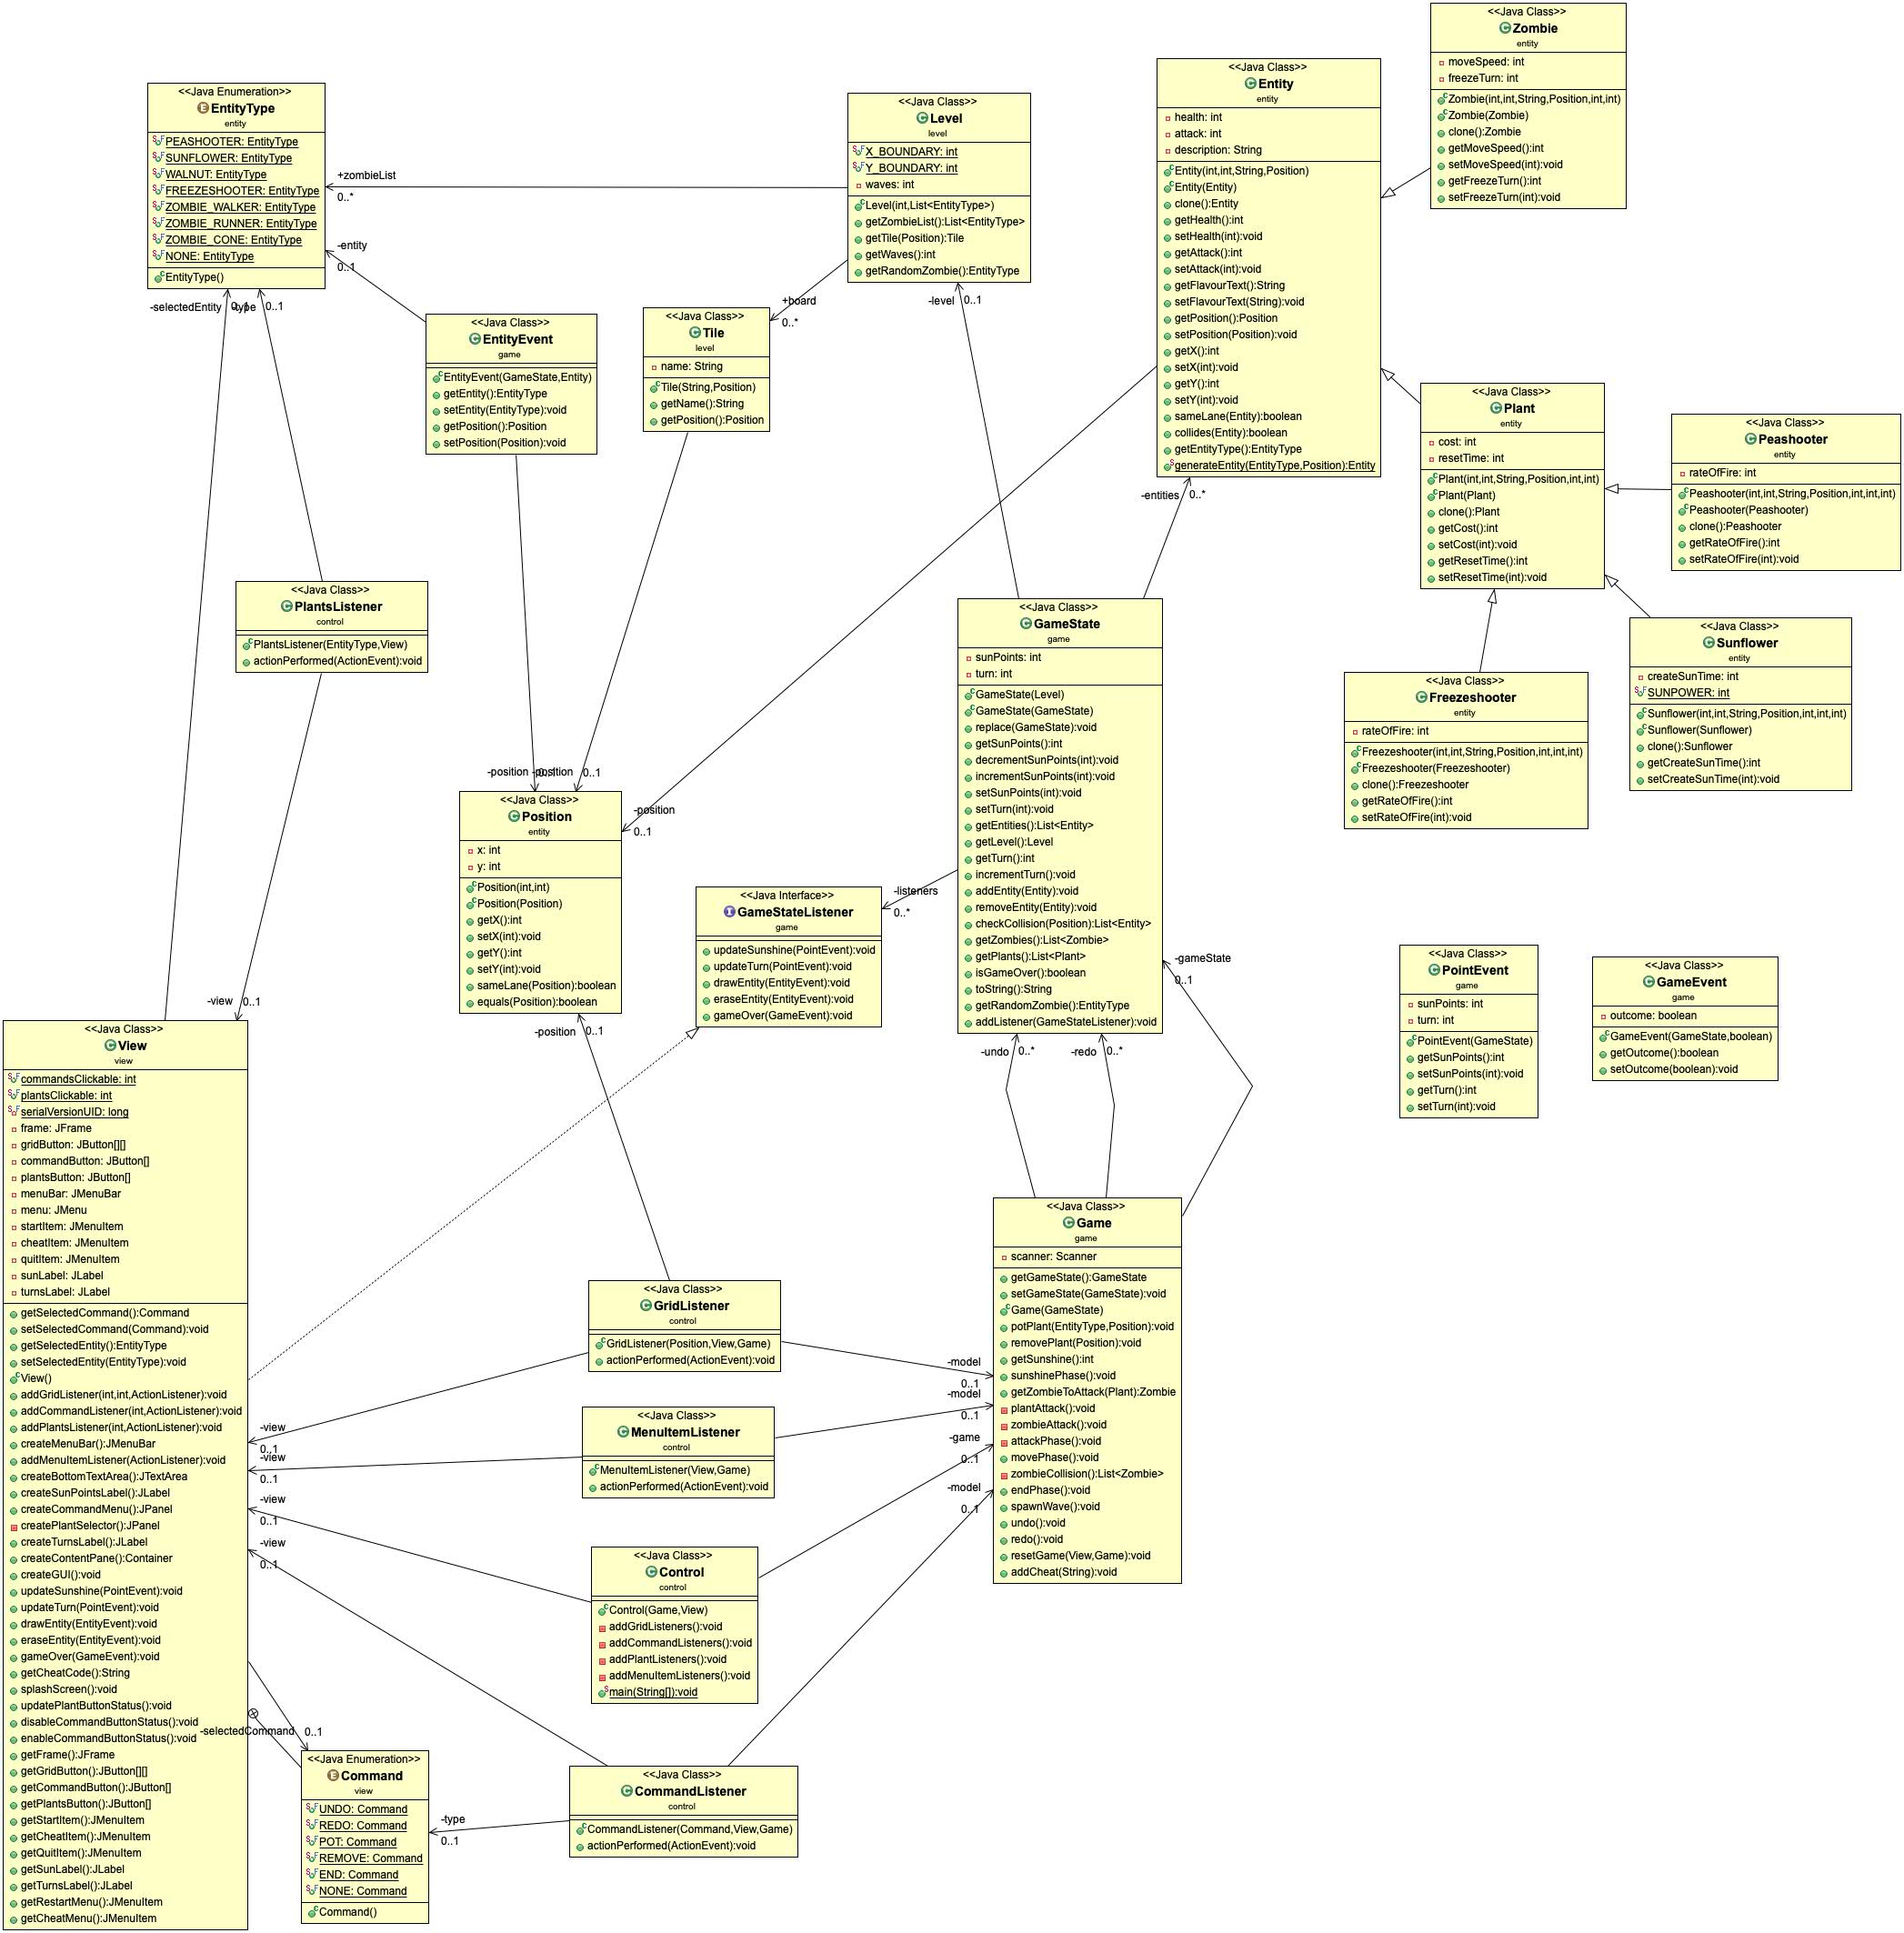 <<Java Class>>
Zombie
entity
moveSpeed: int
freezeTurn: int
Zombie(int,int,String,Position,int,int)
Zombie(Zombie)
clone():Zombie
getMoveSpeed():int
setMoveSpeed(int):void
getFreezeTurn():int
setFreezeTurn(int):void
<<Java Class>>
Entity
entity
health: int
attack: int
description: String
Entity(int,int,String,Position)
Entity(Entity)
clone():Entity
getHealth():int
setHealth(int):void
getAttack():int
setAttack(int):void
getFlavourText():String
setFlavourText(String):void
getPosition():Position
setPosition(Position):void
getX():int
setX(int):void
getY():int
setY(int):void
sameLane(Entity):boolean
collides(Entity):boolean
getEntityType():EntityType
generateEntity(EntityType,Position):Entity
<<Java Enumeration>>
EntityType
entity
PEASHOOTER: EntityType
SUNFLOWER: EntityType
WALNUT: EntityType
FREEZESHOOTER: EntityType
ZOMBIE_WALKER: EntityType
ZOMBIE_RUNNER: EntityType
ZOMBIE_CONE: EntityType
NONE: EntityType
EntityType()
<<Java Class>>
Level
level
X_BOUNDARY: int
Y_BOUNDARY: int
waves: int
Level(int,List<EntityType>)
getZombieList():List<EntityType>
getTile(Position):Tile
getWaves():int
getRandomZombie():EntityType
+zombieList
0..*
-entity
0..1
-selectedEntity
0..1
-type
0..1
+board
0..*
-level
0..1
<<Java Class>>
EntityEvent
game
EntityEvent(GameState,Entity)
getEntity():EntityType
setEntity(EntityType):void
getPosition():Position
setPosition(Position):void
<<Java Class>>
Tile
level
name: String
Tile(String,Position)
getName():String
getPosition():Position
<<Java Class>>
Plant
entity
cost: int
resetTime: int
Plant(int,int,String,Position,int,int)
Plant(Plant)
clone():Plant
getCost():int
setCost(int):void
getResetTime():int
setResetTime(int):void
<<Java Class>>
Peashooter
entity
rateOfFire: int
Peashooter(int,int,String,Position,int,int,int)
Peashooter(Peashooter)
clone():Peashooter
getRateOfFire():int
setRateOfFire(int):void
-entities
0..*
<<Java Class>>
PlantsListener
control
PlantsListener(EntityType,View)
actionPerformed(ActionEvent):void
<<Java Class>>
GameState
game
sunPoints: int
turn: int
GameState(Level)
GameState(GameState)
replace(GameState):void
getSunPoints():int
decrementSunPoints(int):void
incrementSunPoints(int):void
setSunPoints(int):void
setTurn(int):void
getEntities():List<Entity>
getLevel():Level
getTurn():int
incrementTurn():void
addEntity(Entity):void
removeEntity(Entity):void
checkCollision(Position):List<Entity>
getZombies():List<Zombie>
getPlants():List<Plant>
isGameOver():boolean
toString():String
getRandomZombie():EntityType
addListener(GameStateListener):void
<<Java Class>>
Sunflower
entity
createSunTime: int
SUNPOWER: int
Sunflower(int,int,String,Position,int,int,int)
Sunflower(Sunflower)
clone():Sunflower
getCreateSunTime():int
setCreateSunTime(int):void
<<Java Class>>
Freezeshooter
entity
rateOfFire: int
Freezeshooter(int,int,String,Position,int,int,int)
Freezeshooter(Freezeshooter)
clone():Freezeshooter
getRateOfFire():int
setRateOfFire(int):void
-position
0..1
-position
0..1
-position
0..1
<<Java Class>>
Position
entity
x: int
y: int
Position(int,int)
Position(Position)
getX():int
setX(int):void
getY():int
setY(int):void
sameLane(Position):boolean
equals(Position):boolean
-position
0..1
<<Java Interface>>
GameStateListener
game
updateSunshine(PointEvent):void
updateTurn(PointEvent):void
drawEntity(EntityEvent):void
eraseEntity(EntityEvent):void
gameOver(GameEvent):void
-listeners
0..*
-gameState
0..1
-undo
0..*
-redo
0..*
<<Java Class>>
PointEvent
game
sunPoints: int
turn: int
PointEvent(GameState)
getSunPoints():int
setSunPoints(int):void
getTurn():int
setTurn(int):void
<<Java Class>>
GameEvent
game
outcome: boolean
GameEvent(GameState,boolean)
getOutcome():boolean
setOutcome(boolean):void
-view
0..1
<<Java Class>>
View
view
commandsClickable: int
plantsClickable: int
serialVersionUID: long
frame: JFrame
gridButton: JButton[][]
commandButton: JButton[]
plantsButton: JButton[]
menuBar: JMenuBar
menu: JMenu
startItem: JMenuItem
cheatItem: JMenuItem
quitItem: JMenuItem
sunLabel: JLabel
turnsLabel: JLabel
getSelectedCommand():Command
setSelectedCommand(Command):void
getSelectedEntity():EntityType
setSelectedEntity(EntityType):void
View()
addGridListener(int,int,ActionListener):void
addCommandListener(int,ActionListener):void
addPlantsListener(int,ActionListener):void
createMenuBar():JMenuBar
addMenuItemListener(ActionListener):void
createBottomTextArea():JTextArea
createSunPointsLabel():JLabel
createCommandMenu():JPanel
createPlantSelector():JPanel
createTurnsLabel():JLabel
createContentPane():Container
createGUI():void
updateSunshine(PointEvent):void
updateTurn(PointEvent):void
drawEntity(EntityEvent):void
eraseEntity(EntityEvent):void
gameOver(GameEvent):void
getCheatCode():String
splashScreen():void
updatePlantButtonStatus():void
disableCommandButtonStatus():void
enableCommandButtonStatus():void
getFrame():JFrame
getGridButton():JButton[][]
getCommandButton():JButton[]
getPlantsButton():JButton[]
getStartItem():JMenuItem
getCheatItem():JMenuItem
getQuitItem():JMenuItem
getSunLabel():JLabel
getTurnsLabel():JLabel
getRestartMenu():JMenuItem
getCheatMenu():JMenuItem
<<Java Class>>
Game
game
scanner: Scanner
getGameState():GameState
setGameState(GameState):void
Game(GameState)
potPlant(EntityType,Position):void
removePlant(Position):void
getSunshine():int
sunshinePhase():void
getZombieToAttack(Plant):Zombie
plantAttack():void
zombieAttack():void
attackPhase():void
movePhase():void
zombieCollision():List<Zombie>
endPhase():void
spawnWave():void
undo():void
redo():void
resetGame(View,Game):void
addCheat(String):void
<<Java Class>>
GridListener
control
GridListener(Position,View,Game)
actionPerformed(ActionEvent):void
-model
0..1
-model
0..1
-game
0..1
-model
0..1
-view
0..1
-view
0..1
-view
0..1
-view
0..1
<<Java Class>>
MenuItemListener
control
MenuItemListener(View,Game)
actionPerformed(ActionEvent):void
<<Java Class>>
Control
control
Control(Game,View)
addGridListeners():void
addCommandListeners():void
addPlantListeners():void
addMenuItemListeners():void
main(String[]):void
-selectedCommand
0..1
<<Java Enumeration>>
Command
view
UNDO: Command
REDO: Command
POT: Command
REMOVE: Command
END: Command
NONE: Command
Command()
-type
0..1
<<Java Class>>
CommandListener
control
CommandListener(Command,View,Game)
actionPerformed(ActionEvent):void